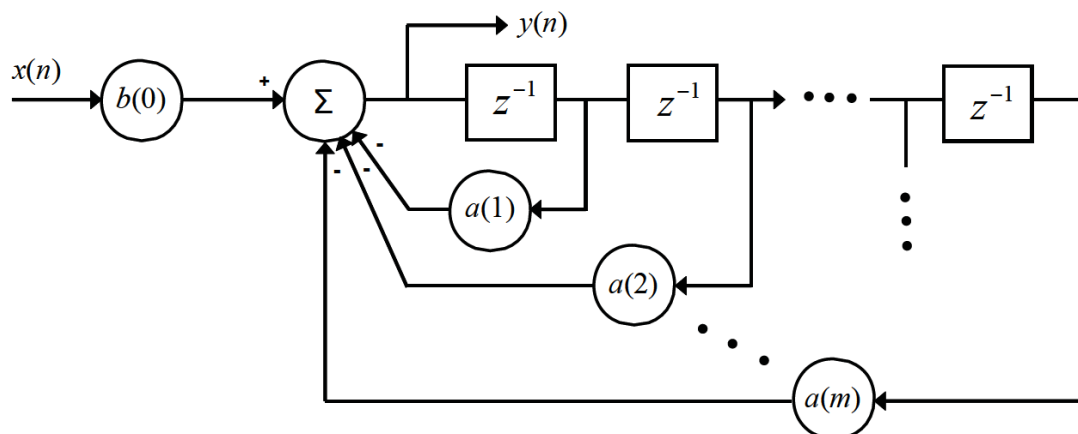 y(n)
x(n)
b(0)
+
Σ
z⁻¹
z⁻¹
z⁻¹
-
-
-
a(1)
a(2)
a(m)